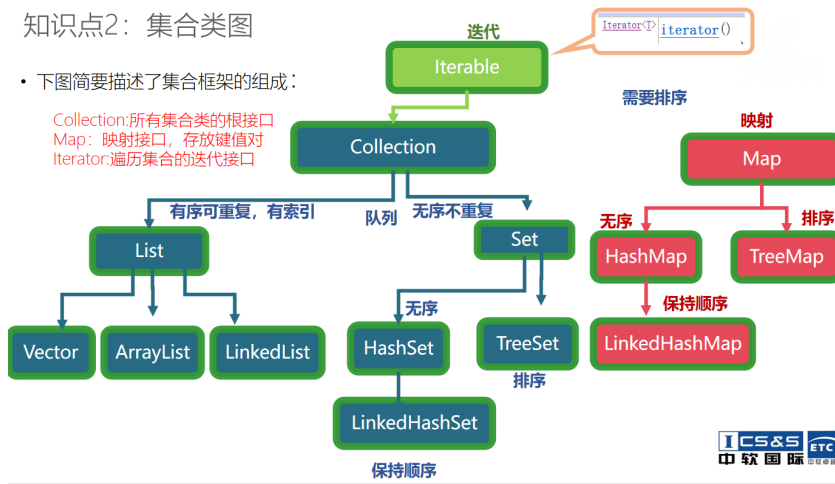 知识点2：集合类图
迭代
Iterator<T> iterator()
、
Iterable
• 下图简要描述了集合框架的组成：
需要排序
Collection:所有集合类的根接口
Map：映射接口，存放键值对
Iterator:遍历集合的迭代接口
映射
Collection
Map
有序可重复，有索引
队列
无序不重复
无序
排序
List
Set
HashMap
TreeMap
无序
保持顺序
Vector
ArrayList
LinkedList
HashSet
TreeSet
LinkedHashMap
排序
LinkedHashSet
保持顺序
ICS&S
ETC
中软国际